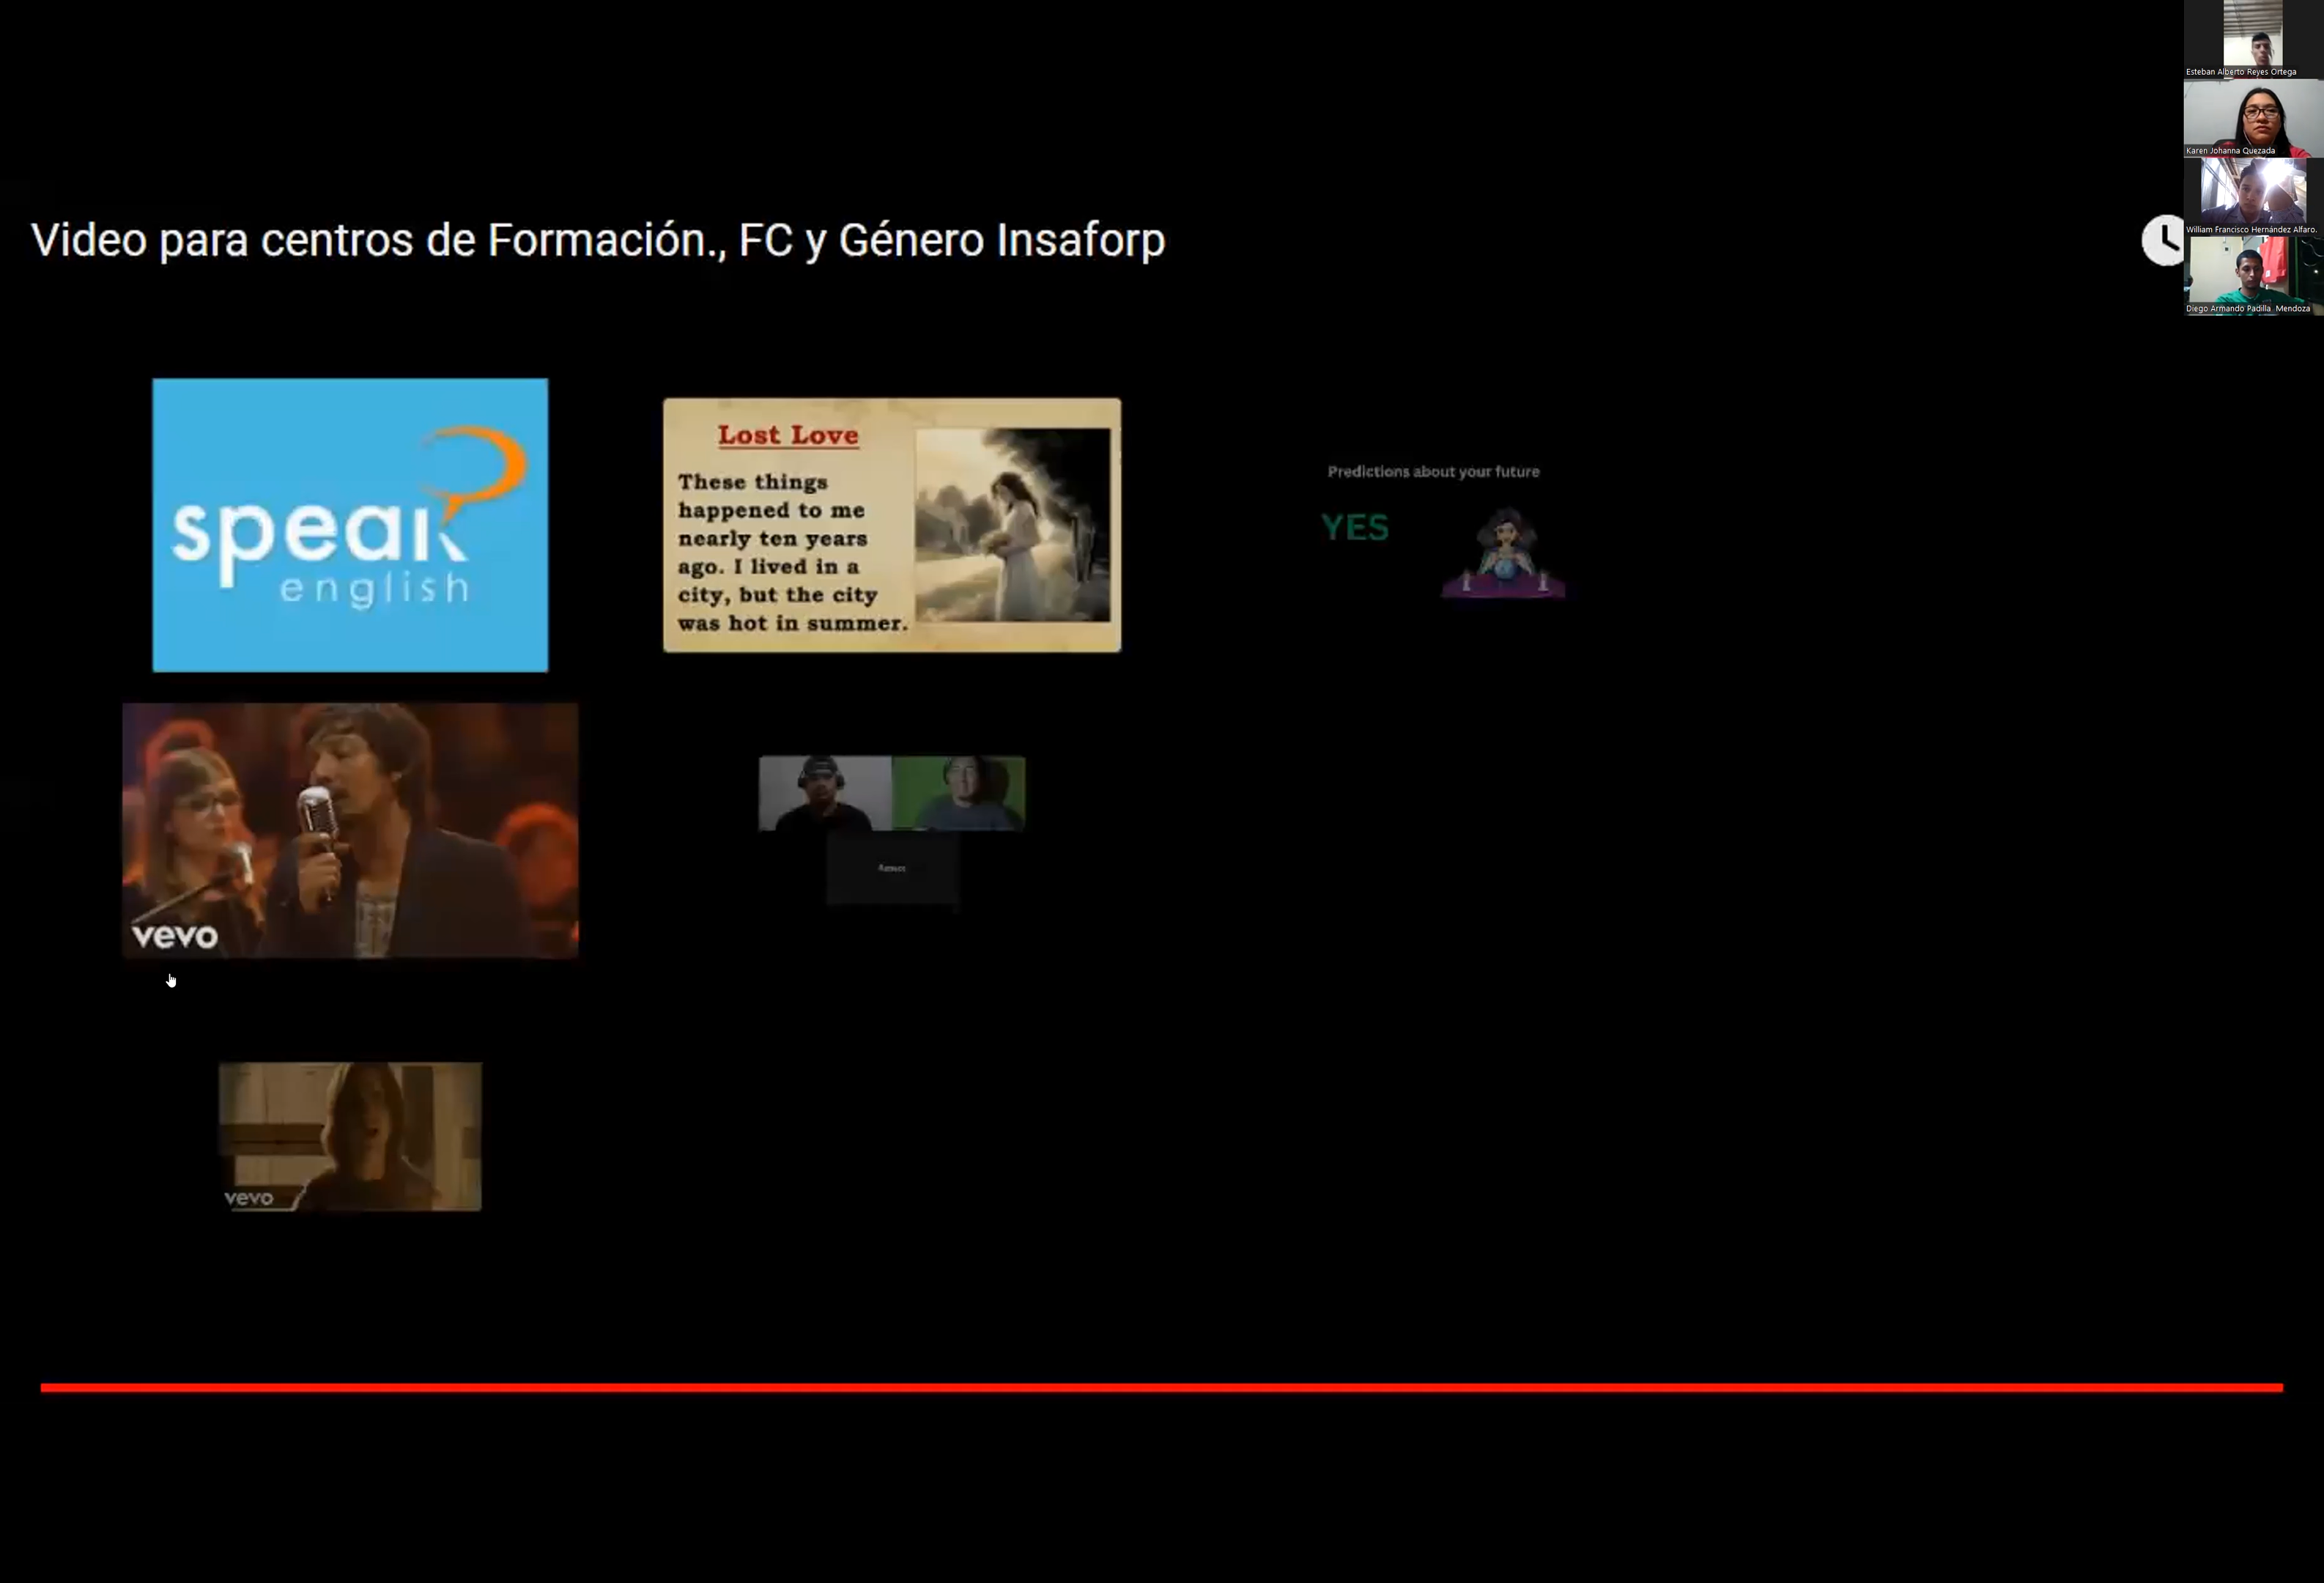 Esteban Alberto Reyes Ortega
Karen Johanna Quezada
William Francisco Hernández Alfaro.
Diego Armando Padilla Mendoza
Video para centros de Formación., FC y Género Insaforp
speak
english
Lost Love
These things
happened to me
nearly ten years
ago. I lived in a
city, but the city
was hot in summer.
Predictions about your future
YES
vevo
vevo